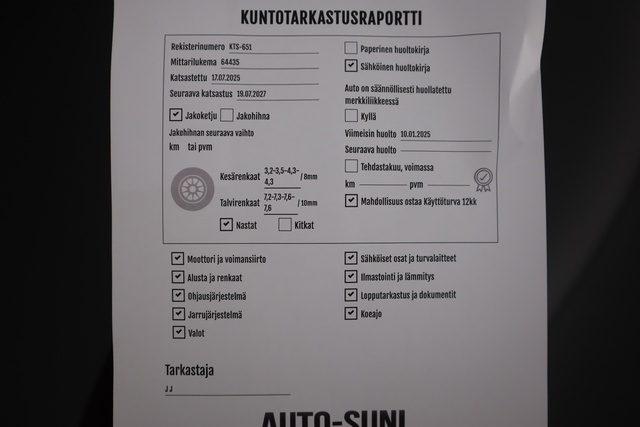 KUNTOTARKASTUSRAPORTTI
Rekisterinumero KTS-651
Mittarilukema 64435
Katsastettu 17.07.2025
Seuraava katsastus 19.07.2027
Jakoketju Jakohihna
Jakohihnan seuraava vaihto
km tai pvm
Kesärenkaat 3,2-3,5-4,3-4,3 / 8mm
Talvirenkaat 7,2-7,3-7,6-7,6 / 10mm
Nastat Kitkat
Paperinen huoltokirja
Sähköinen huoltokirja
Auto on säännöllisesti huollatettu
merkkiliikkeessä
Kyllä
Viimeisin huolto 10.01.2025
Seuraava huolto
Tehdastakuu, voimassa
km pvm
Mahdollisuus ostaa Käyttöturva 12kk
Moottori ja voimansiirto
Alusta ja renkaat
Ohjausjärjestelmä
Jarrujärjestelmä
Valot
Sähköiset osat ja turvalaitteet
Ilmastointi ja lämmitys
Lopputarkastus ja dokumentit
Koeajo
Tarkastaja
J J
AUTO-SUNI